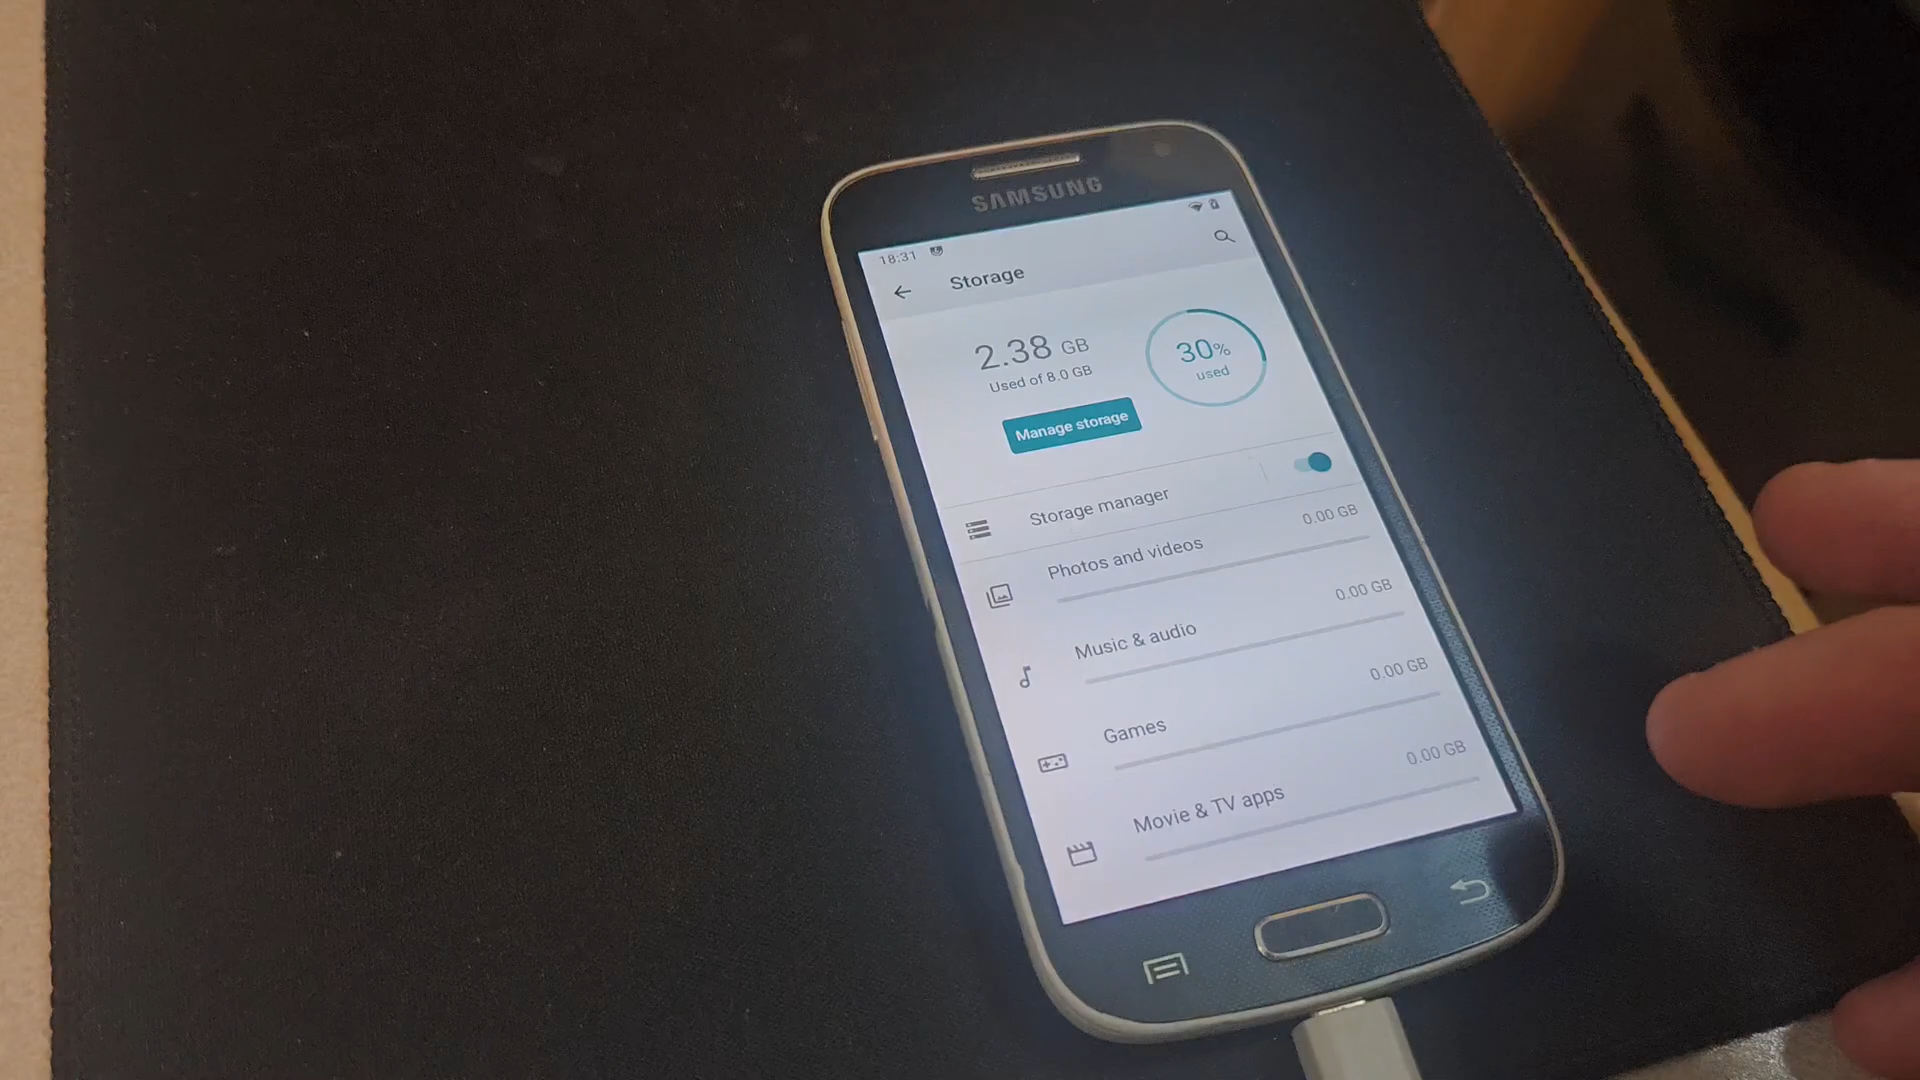 SAMSUNG
18:31
Storage
2.38 GB
Used of 8.0 GB
30%
used
Manage storage
Storage manager
Photos and videos
0.00 GB
Music & audio
0.00 GB
Games
0.00 GB
Movie & TV apps
0.00 GB